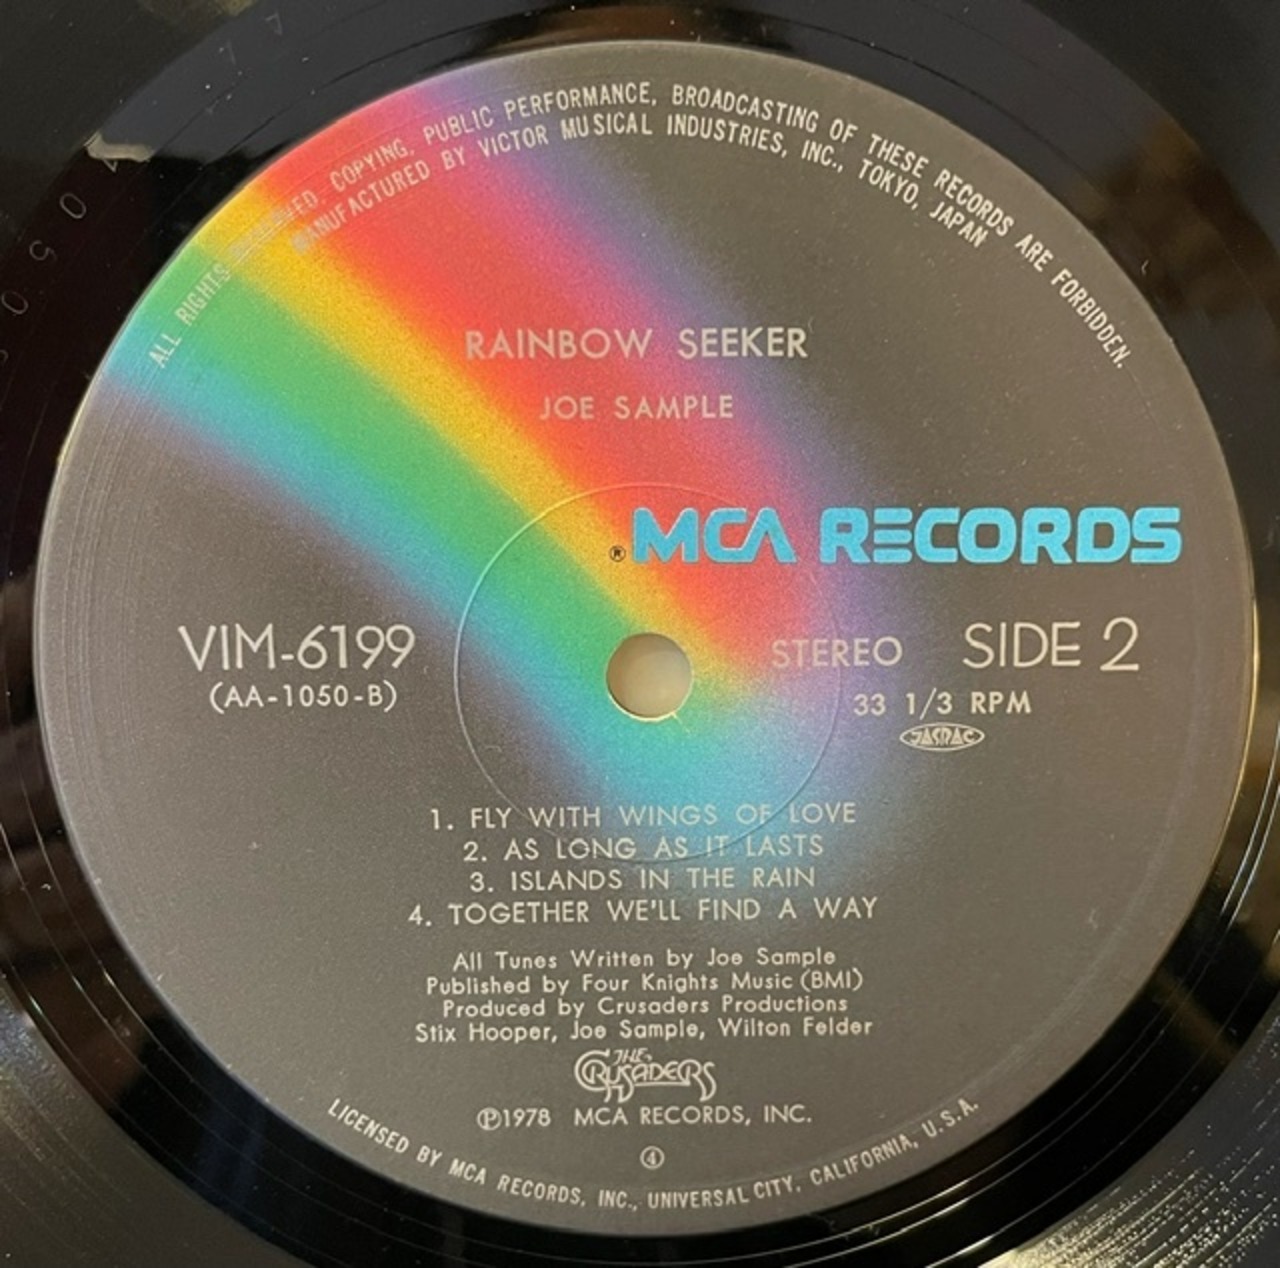 ALL RIGHTS RESERVED. COPYING, PUBLIC PERFORMANCE, BROADCASTING OF THESE RECORDS ARE FORBIDDEN.
MANUFACTURED BY VICTOR MUSICAL INDUSTRIES, INC., TOKYO, JAPAN
RAINBOW SEEKER
JOE SAMPLE
® MCA RECORDS
VIM-6199
(AA-1050-B)
STEREO SIDE 2
33 1/3 RPM
JASRAC
1. FLY WITH WINGS OF LOVE
2. AS LONG AS IT LASTS
3. ISLANDS IN THE RAIN
4. TOGETHER WE'LL FIND A WAY
All Tunes Written by Joe Sample
Published by Four Knights Music (BMI)
Produced by Crusaders Productions
Stix Hooper, Joe Sample, Wilton Felder
THE CRUSADERS
℗1978 MCA RECORDS, INC.
④
LICENSED BY MCA RECORDS, INC., UNIVERSAL CITY, CALIFORNIA, U.S.A.